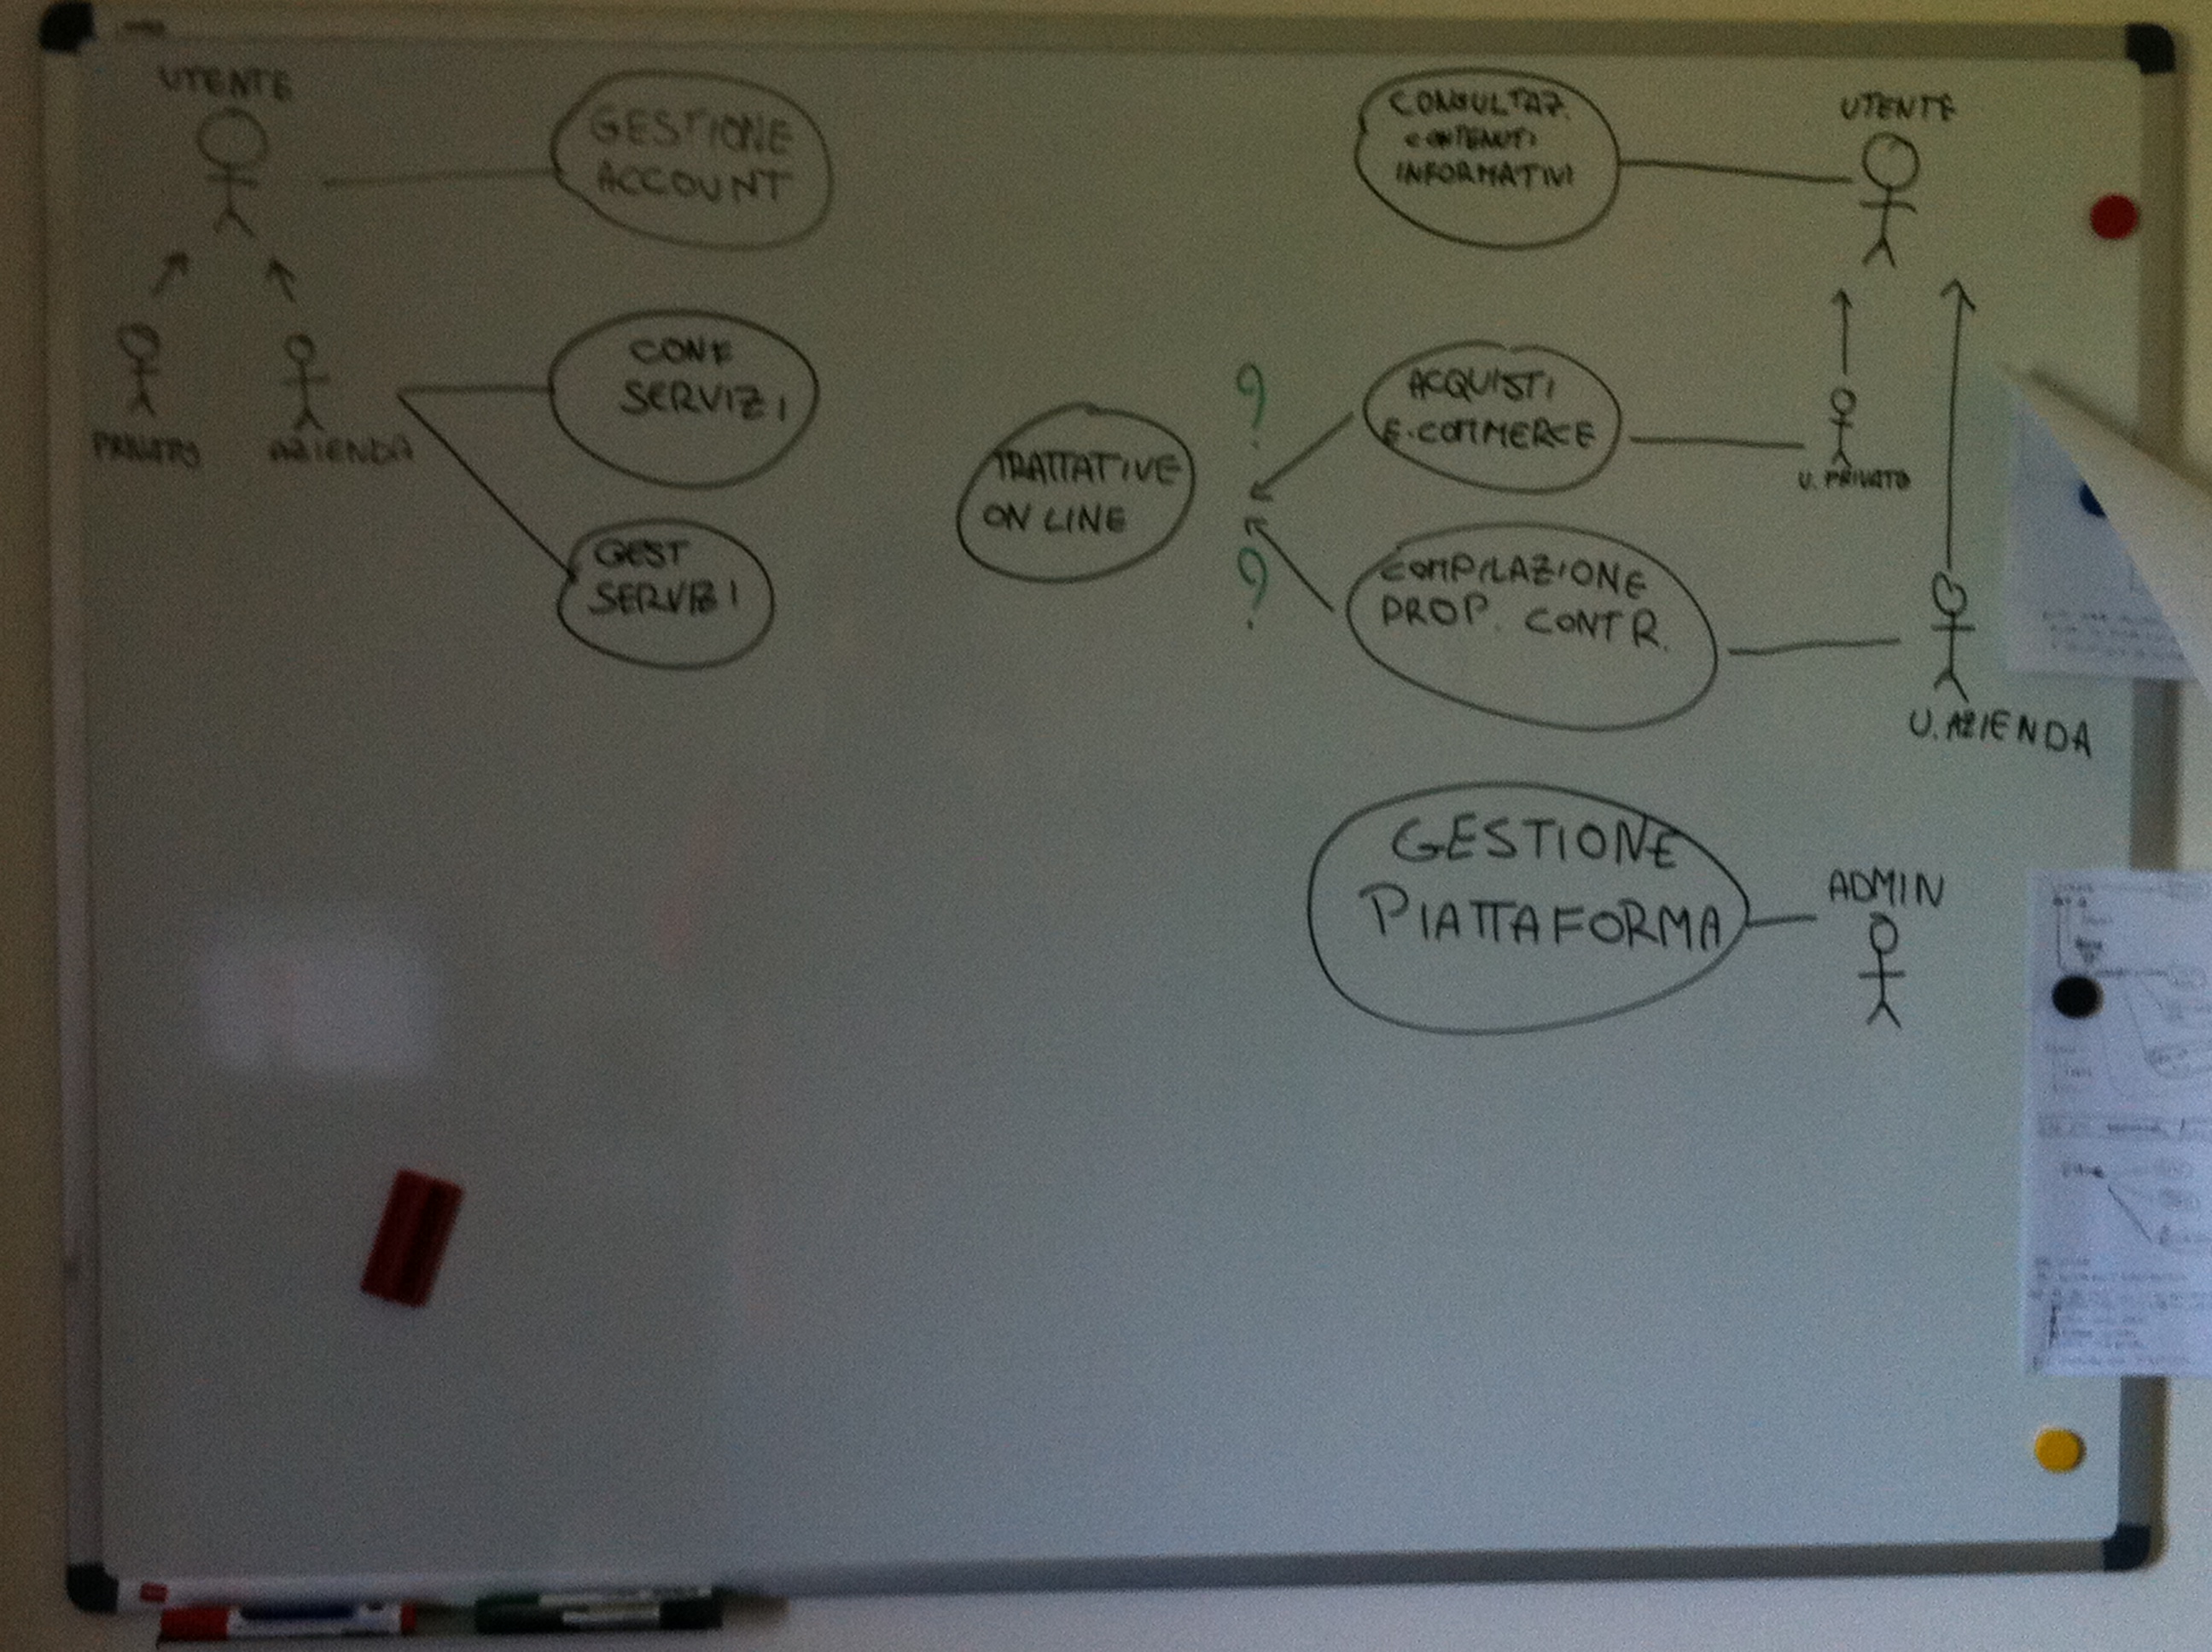 UTENTE
GESTIONE
ACCOUNT
PRIVATO
AZIENDA
CONF
SERVIZI
GEST
SERVIZI
TRATTATIVE
ON LINE
?
?
CONSULTAZ.
CONTENUTI
INFORMATIVI
UTENTE
ACQUISTI
E-COMMERCE
U. PRIVATO
COMPILAZIONE
PROP. CONTR.
U. AZIENDA
GESTIONE
PIATTAFORMA
ADMIN